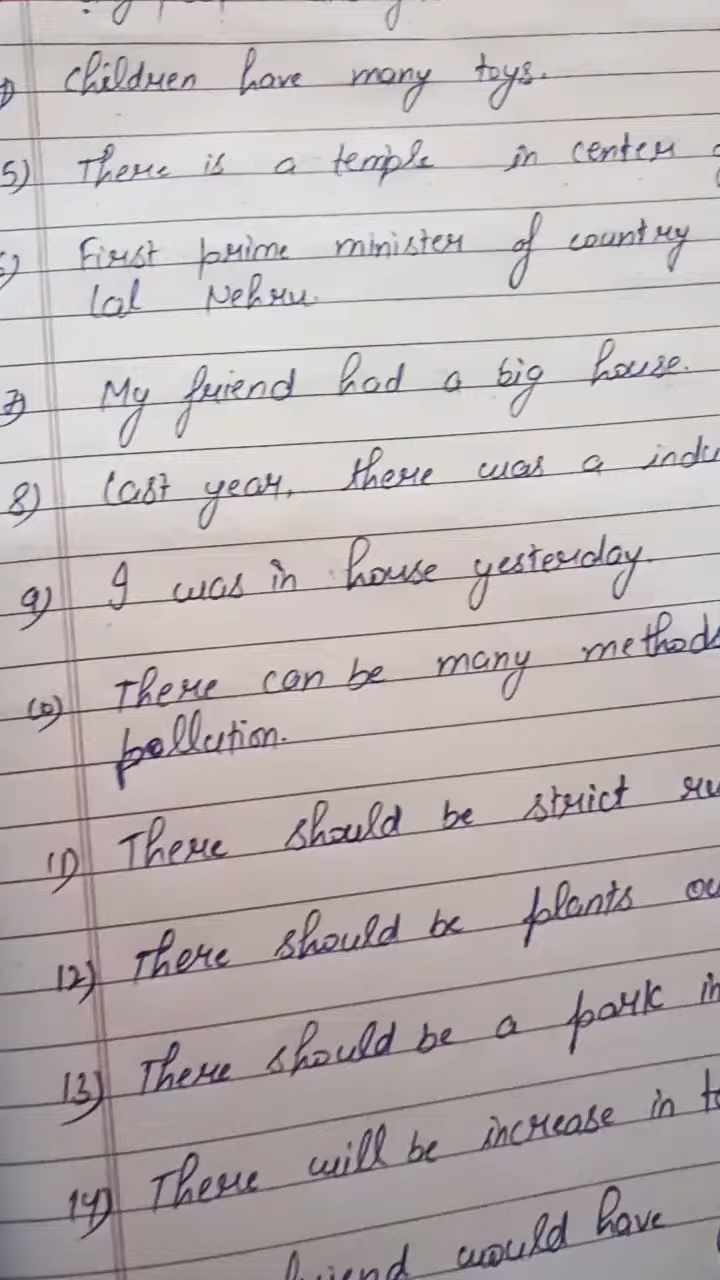 Children have many toys.
5) There is a temple in center
First prime minister of country
lal Nehru.
7) My friend had a big house.
8) last year, there was a
9) I was in house yesterday.
10) There can be many methods
pollution.
11) There should be strict
12) There should be plants
13) There should be a park in
14) There will be increase in
friend would have